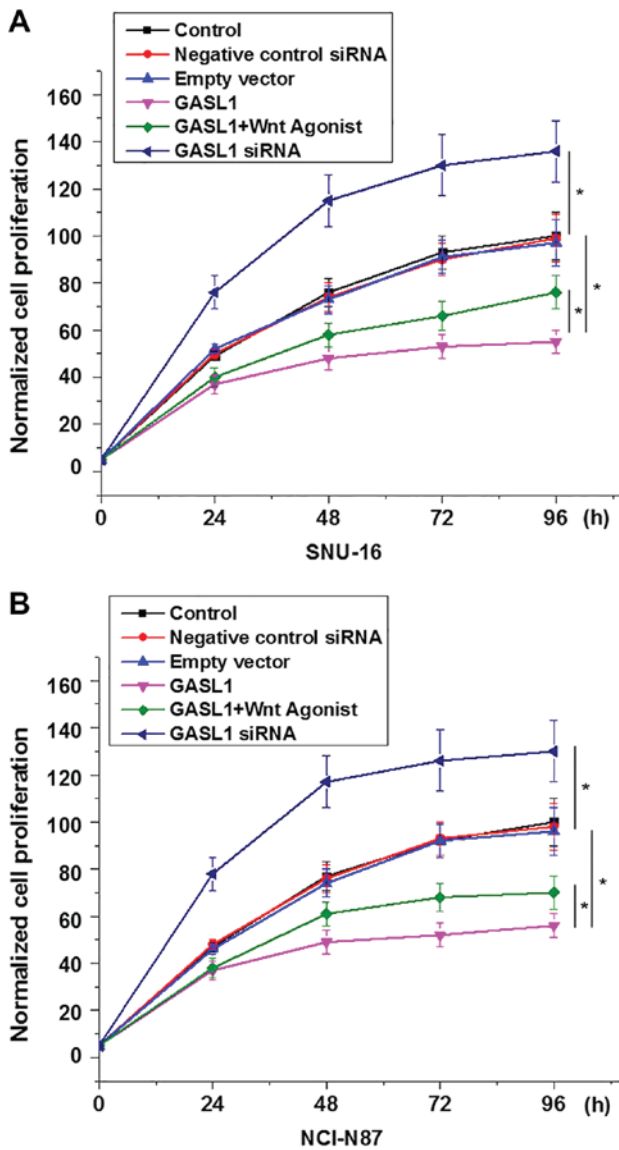 A
Control
Negative control siRNA
Empty vector
GASL1
GASL1+Wnt Agonist
GASL1 siRNA
Normalized cell proliferation
160
140
120
100
80
60
40
20
0
*
*
*
0 24 48 72 96 (h)
SNU-16
B
Control
Negative control siRNA
Empty vector
GASL1
GASL1+Wnt Agonist
GASL1 siRNA
Normalized cell proliferation
160
140
120
100
80
60
40
20
0
*
*
*
0 24 48 72 96 (h)
NCI-N87